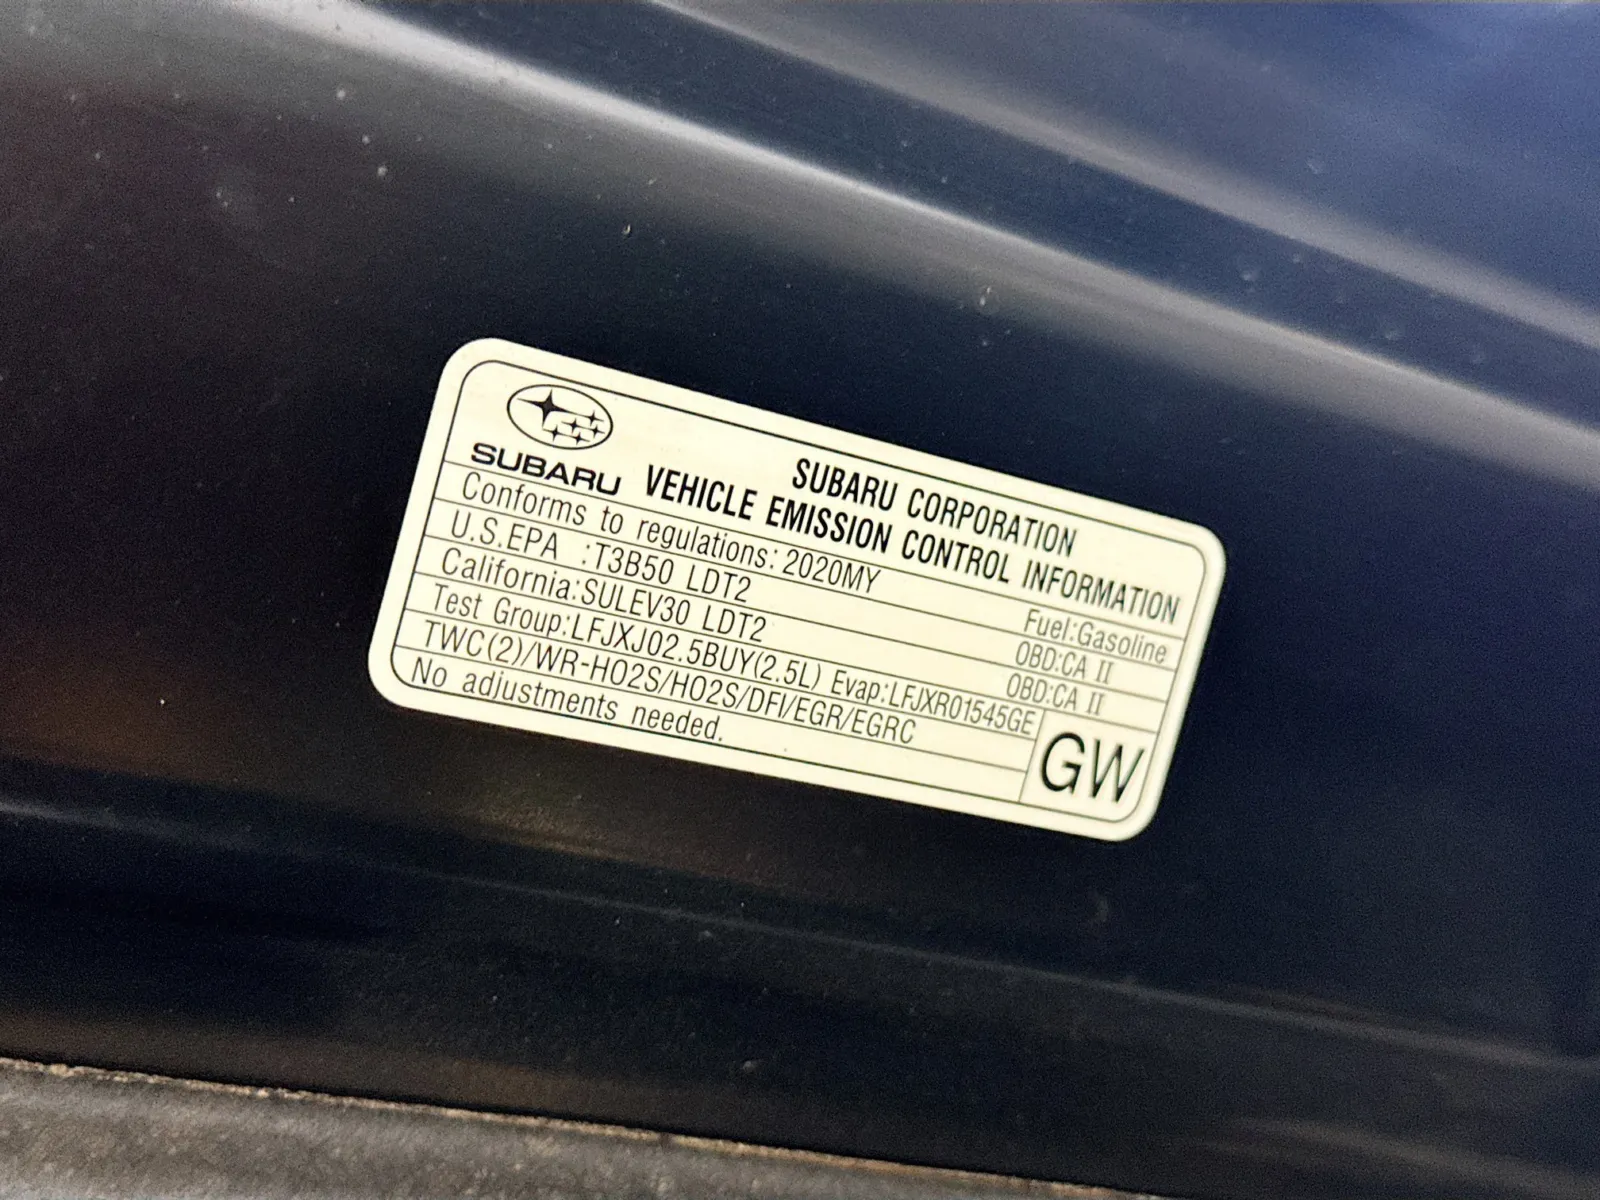 SUBARU
SUBARU CORPORATION
VEHICLE EMISSION CONTROL INFORMATION
Conforms to regulations: 2020MY Fuel:Gasoline
U.S.EPA :T3B50 LDT2 OBD:CA II
California:SULEV30 LDT2 OBD:CA II
Test Group:LFJXJ02.5BUY(2.5L) Evap:LFJXR01545GE
TWC(2)/WR-HO2S/HO2S/DFI/EGR/EGRC
No adjustments needed.
GW